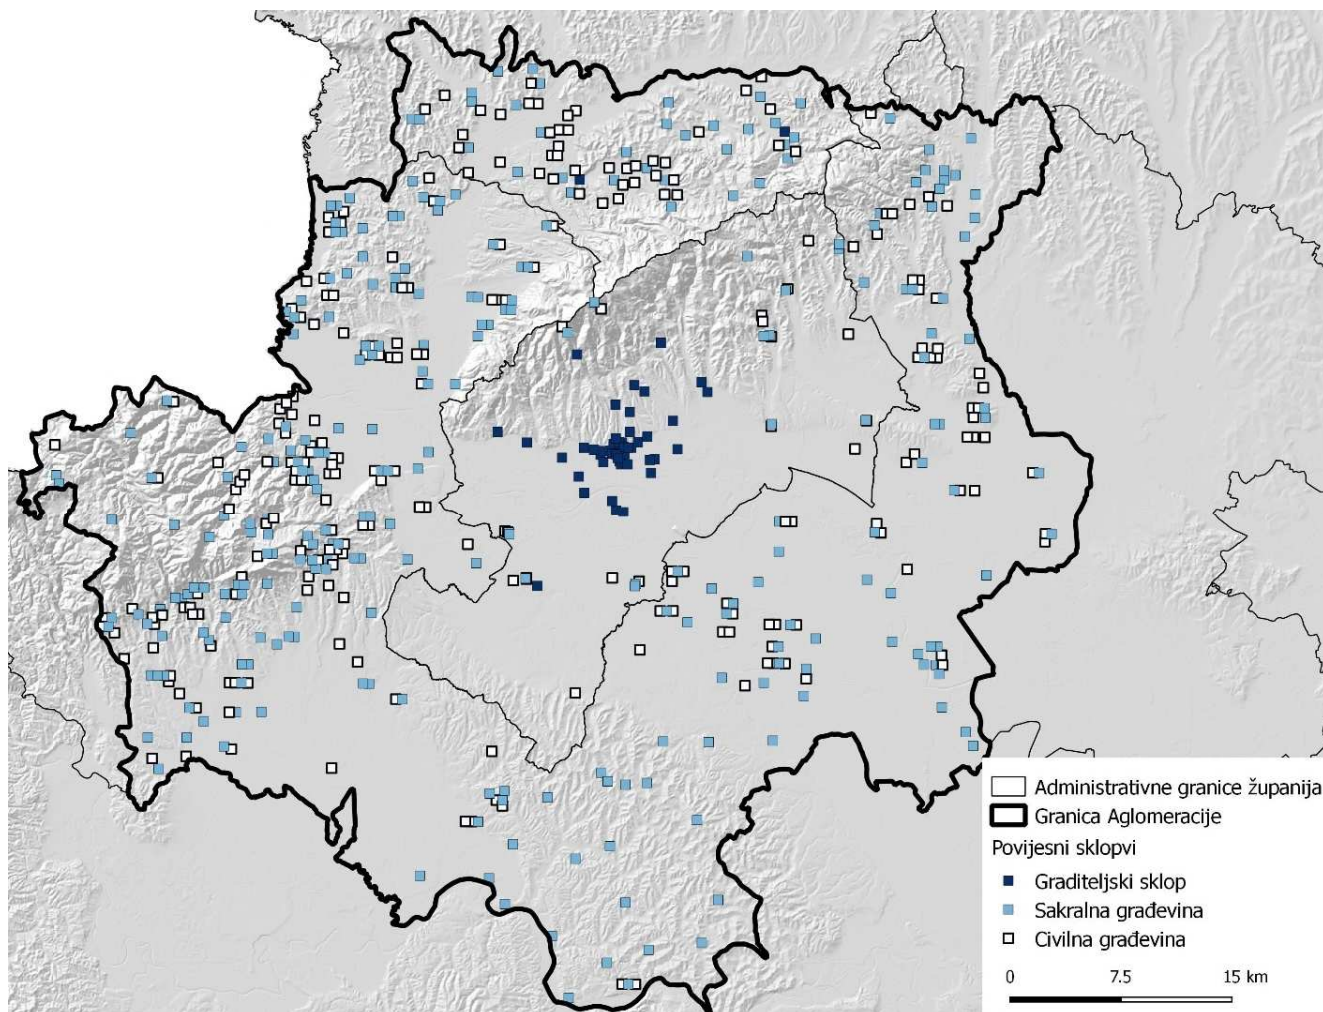 Administrativne granice županija
Granica Aglomeracije
Povijesni sklopvi
Graditeljski sklop
Sakralna građevina
Civilna građevina
0 7.5 15 km